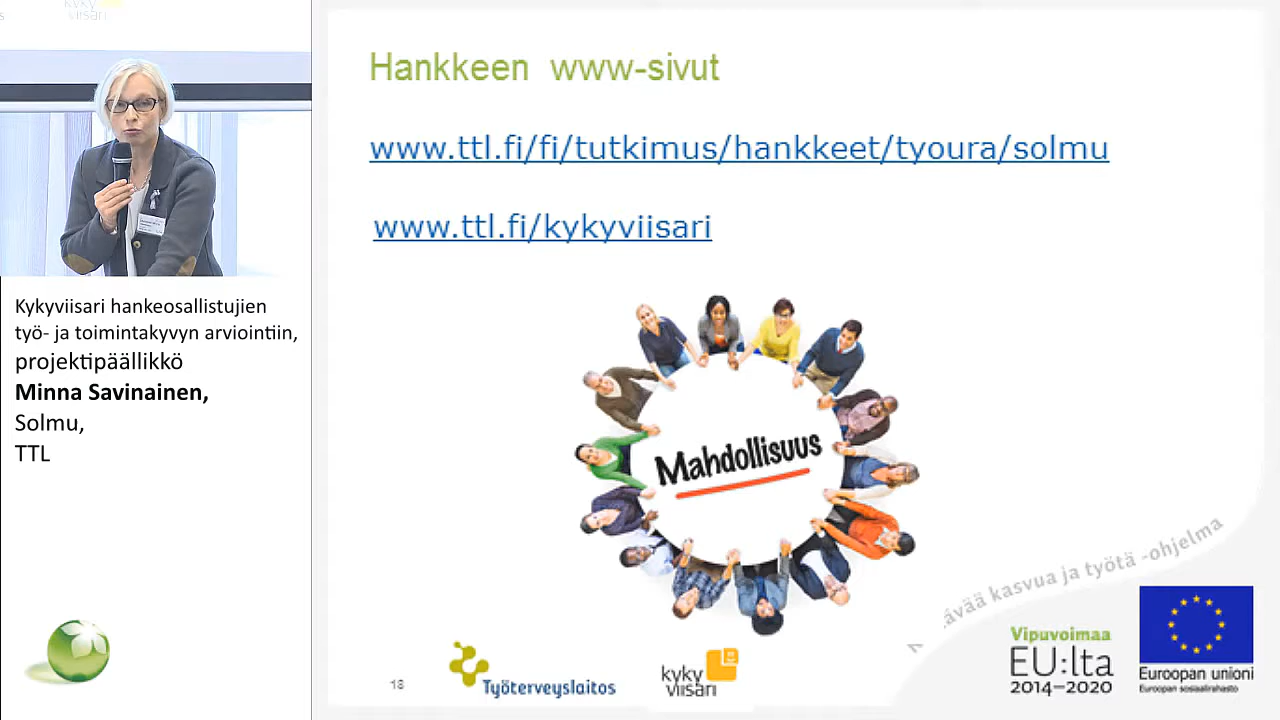 kyky
viisari
Kykyviisari hankeosallistujien
työ- ja toimintakyvyn arviointiin,
projektipäällikkö
Minna Savinainen,
Solmu,
TTL
Hankkeen www-sivut
www.ttl.fi/fi/tutkimus/hankkeet/tyoura/solmu
www.ttl.fi/kykyviisari
Mahdollisuus
kasvua ja työtä -ohjelma
18
Työterveyslaitos
kyky
viisari
Vipuvoimaa
EU:lta
2014–2020
Euroopan unioni
Euroopan sosiaalirahasto